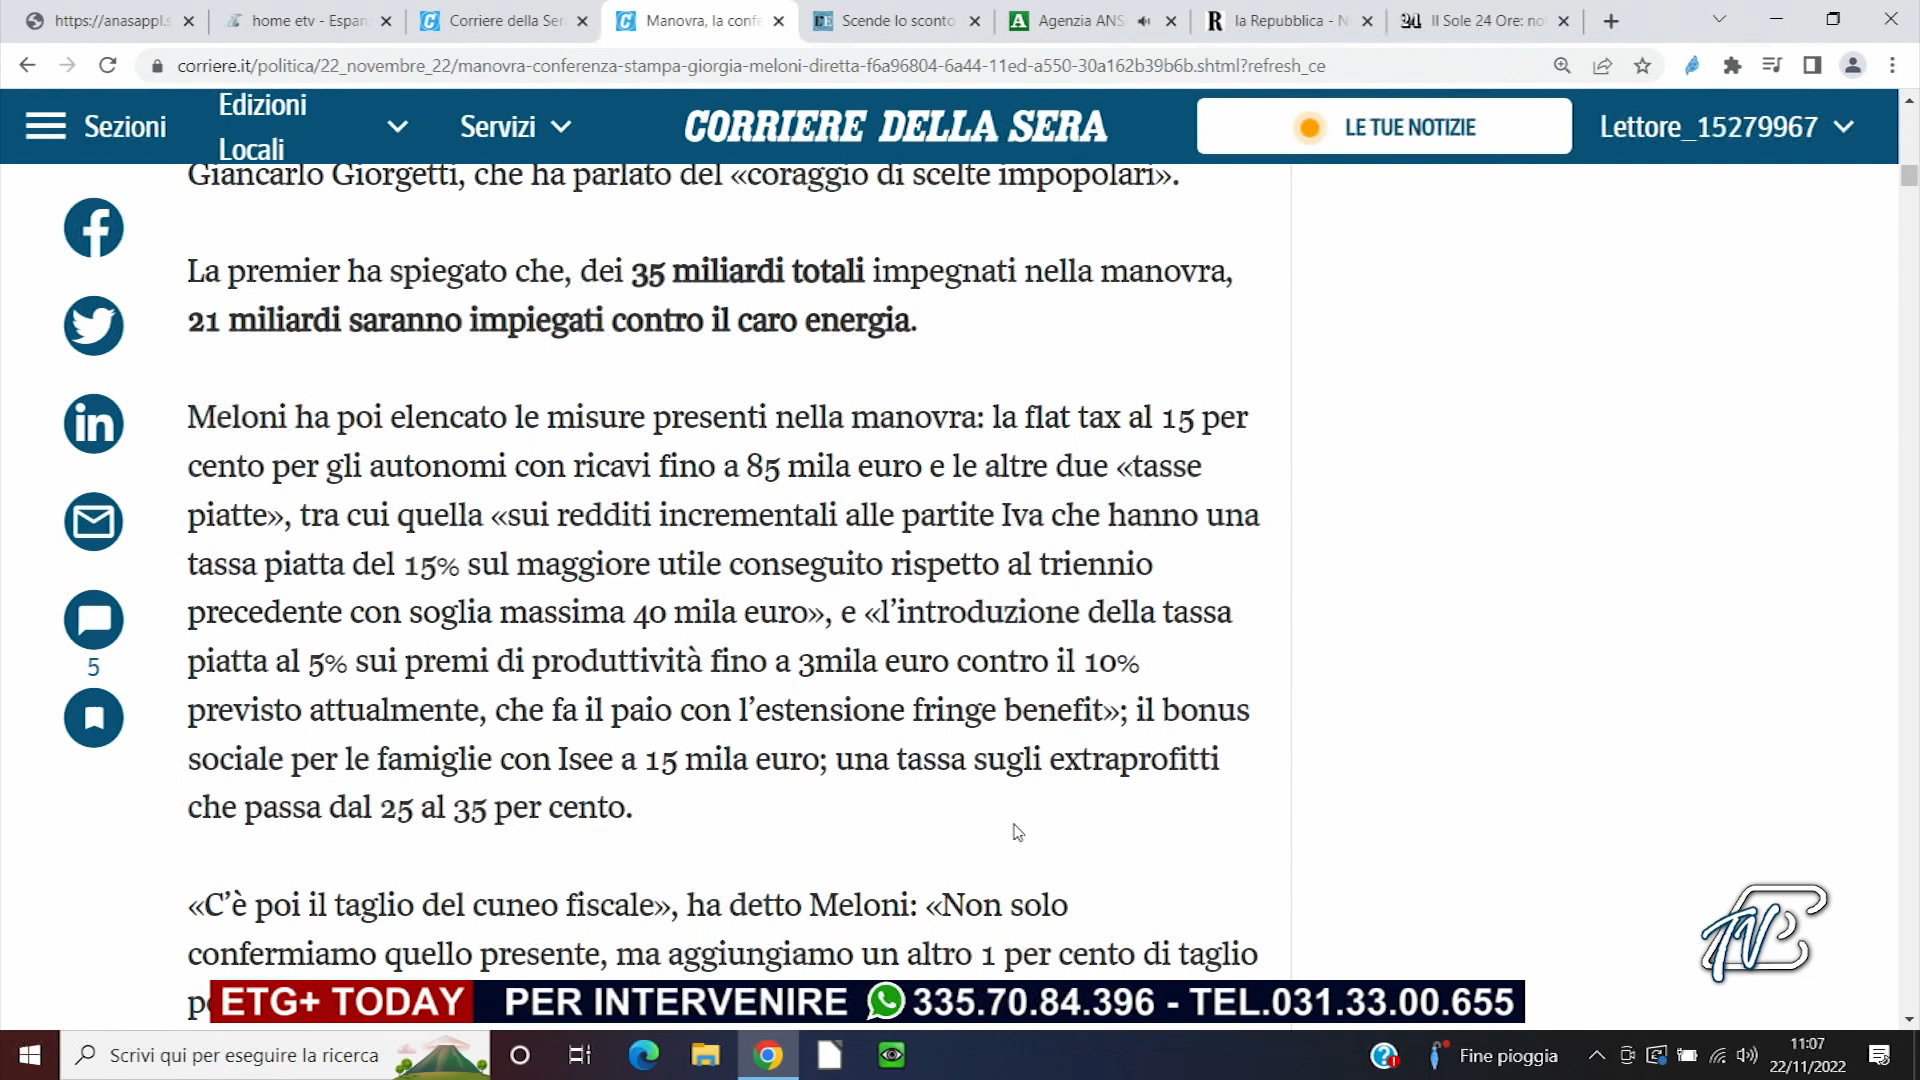 https://anasappl.s
home etv - Espan
Corriere della Ser
Manovra, la confe
Scende lo sconto
Agenzia ANS
la Repubblica - N
Il Sole 24 Ore: no
corriere.it/politica/22_novembre_22/manovra-conferenza-stampa-giorgia-meloni-diretta-f6a96804-6a44-11ed-a550-30a162b39b6b.shtml?refresh_ce
Sezioni
Edizioni
Locali
Servizi
CORRIERE DELLA SERA
LE TUE NOTIZIE
Lettore_15279967
Giancarlo Giorgetti, che ha parlato del «coraggio di scelte impopolari».
La premier ha spiegato che, dei 35 miliardi totali impegnati nella manovra,
21 miliardi saranno impiegati contro il caro energia.
Meloni ha poi elencato le misure presenti nella manovra: la flat tax al 15 per
cento per gli autonomi con ricavi fino a 85 mila euro e le altre due «tasse
piatte», tra cui quella «sui redditi incrementali alle partite Iva che hanno una
tassa piatta del 15% sul maggiore utile conseguito rispetto al triennio
precedente con soglia massima 40 mila euro», e «l’introduzione della tassa
piatta al 5% sui premi di produttività fino a 3mila euro contro il 10%
previsto attualmente, che fa il paio con l’estensione fringe benefit»; il bonus
sociale per le famiglie con Isee a 15 mila euro; una tassa sugli extraprofitti
che passa dal 25 al 35 per cento.
5
«C’è poi il taglio del cuneo fiscale», ha detto Meloni: «Non solo
confermiamo quello presente, ma aggiungiamo un altro 1 per cento di taglio
ETG+ TODAY PER INTERVENIRE 335.70.84.396 - TEL.031.33.00.655
Scrivi qui per eseguire la ricerca
Fine pioggia
11:07
22/11/2022